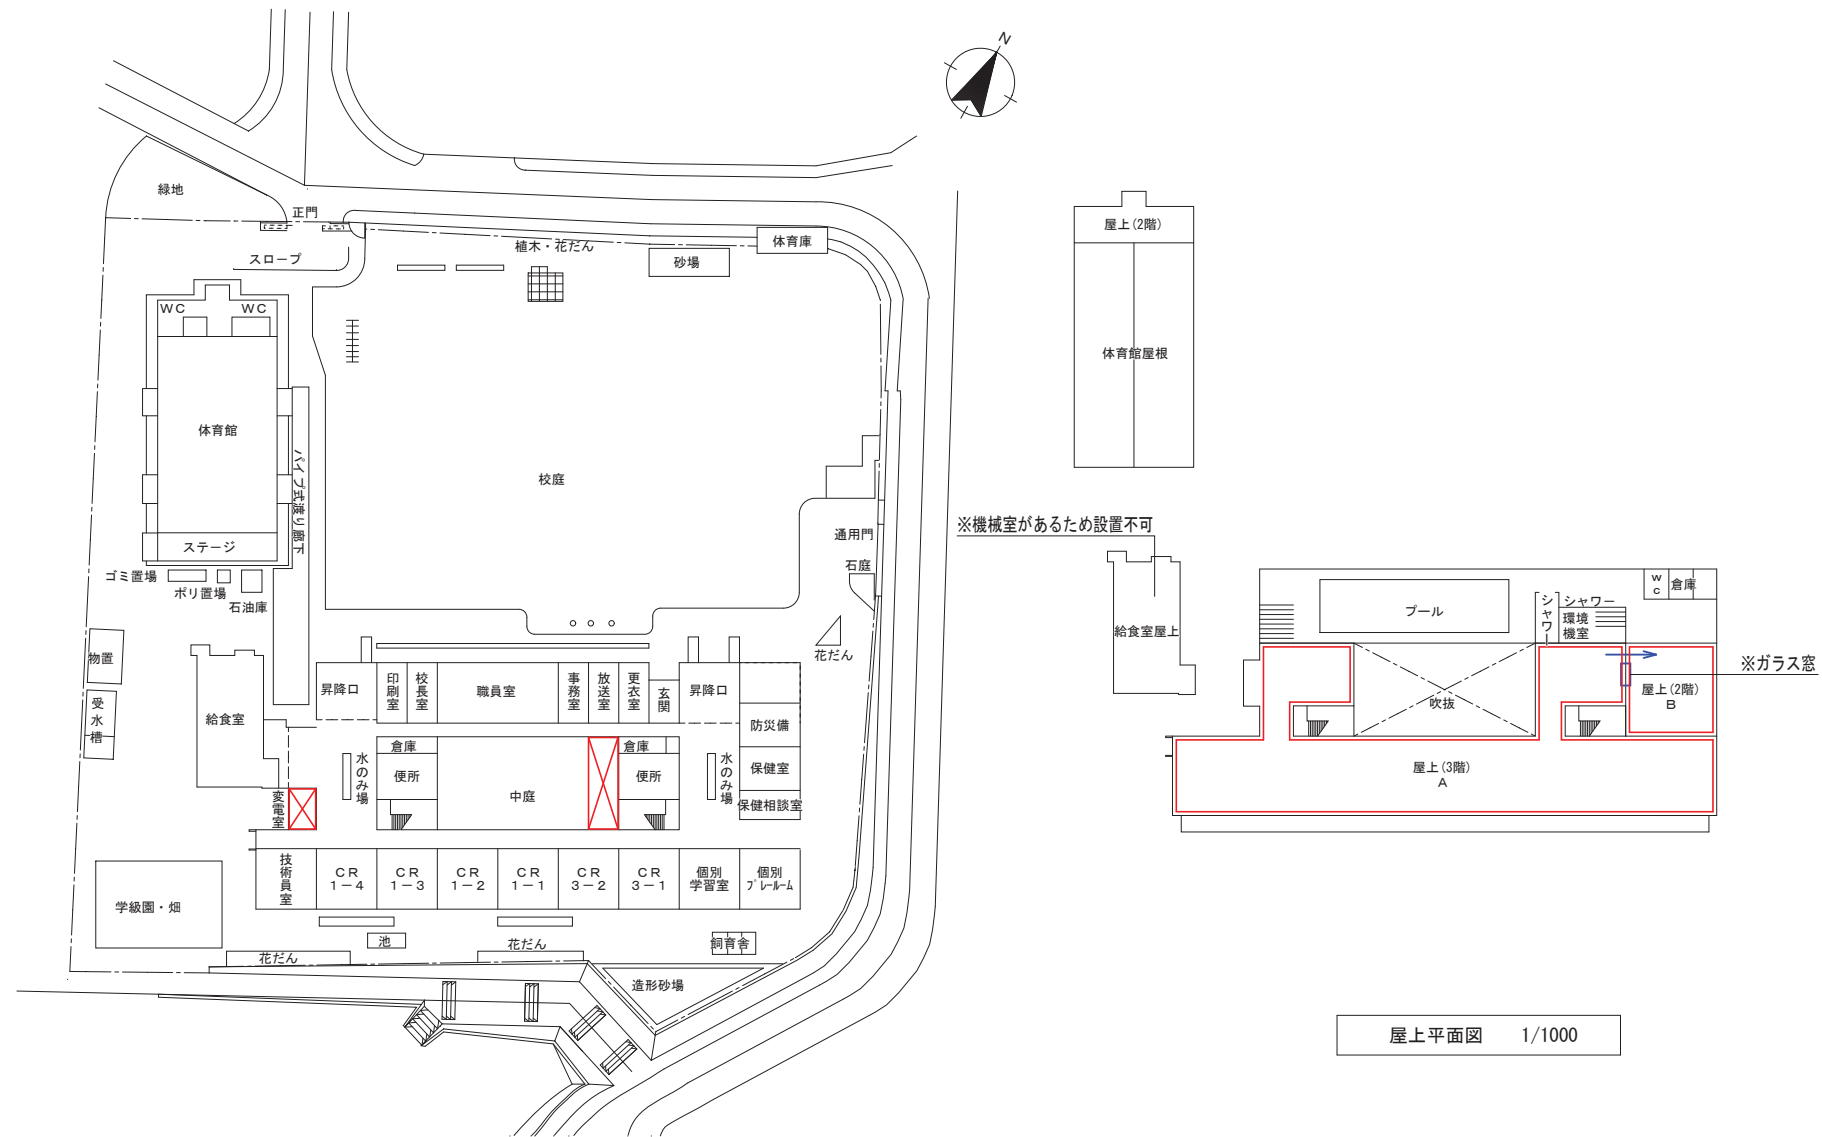 N
緑地
正門
スロープ
植木・花だん
体育庫
砂場
WC
WC
体育館
パイプ式渡り廊下
校庭
ステージ
ゴミ置場
ポリ置場
石油庫
通用門
石庭
花だん
物置
受水槽
給食室
昇降口
印刷室
校長室
職員室
事務室
放送室
更衣室
玄関
昇降口
防災備
保健室
保健相談室
倉庫
便所
水のみ場
中庭
倉庫
便所
水のみ場
変電室
技術員室
CR
1-4
CR
1-3
CR
1-2
CR
1-1
CR
3-2
CR
3-1
個別
学習室
個別
プレールーム
学級園・畑
池
花だん
花だん
飼育舎
造形砂場
屋上(2階)
体育館屋根
※機械室があるため設置不可
給食室屋上
プール
シャワー
シャワー
環境
機室
WC
倉庫
吹抜
屋上(2階)
B
※ガラス窓
屋上(3階)
A
屋上平面図 1/1000